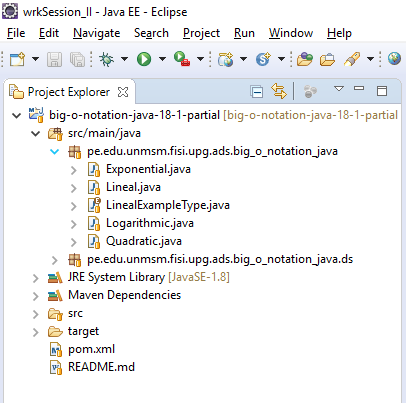 wrkSession_II - Java EE - Eclipse
File Edit Navigate Search Project Run Window Help
Project Explorer
big-o-notation-java-18-1-partial [big-o-notation-java-18-1-partial
src/main/java
pe.edu.unmsm.fisi.upg.ads.big_o_notation_java
Exponential.java
Lineal.java
LinealExampleType.java
Logarithmic.java
Quadratic.java
pe.edu.unmsm.fisi.upg.ads.big_o_notation_java.ds
JRE System Library [JavaSE-1.8]
Maven Dependencies
src
target
pom.xml
README.md